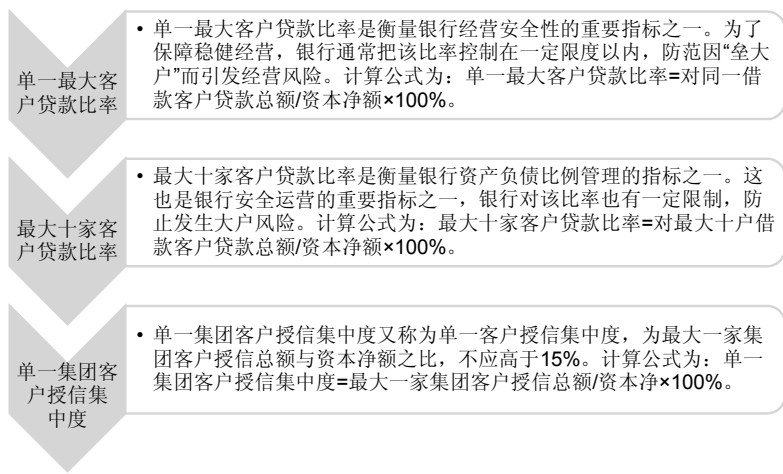 单一最大客
户贷款比率
• 单一最大客户贷款比率是衡量银行经营安全性的重要指标之一。为了
保障稳健经营，银行通常把该比率控制在一定限度以内，防范因“垒大
户”而引发经营风险。计算公式为：单一最大客户贷款比率=对同一借
款客户贷款总额/资本净额×100%。
最大十家客
户贷款比率
• 最大十家客户贷款比率是衡量银行资产负债比例管理的指标之一。这
也是银行安全运营的重要指标之一，银行对该比率也有一定限制，防
止发生大户风险。计算公式为：最大十家客户贷款比率=对最大十户借
款客户贷款总额/资本净额×100%。
单一集团客
户授信集
中度
• 单一集团客户授信集中度又称为单一客户授信集中度，为最大一家集
团客户授信总额与资本净额之比，不应高于15%。计算公式为：单一
集团客户授信集中度=最大一家集团客户授信总额/资本净×100%。